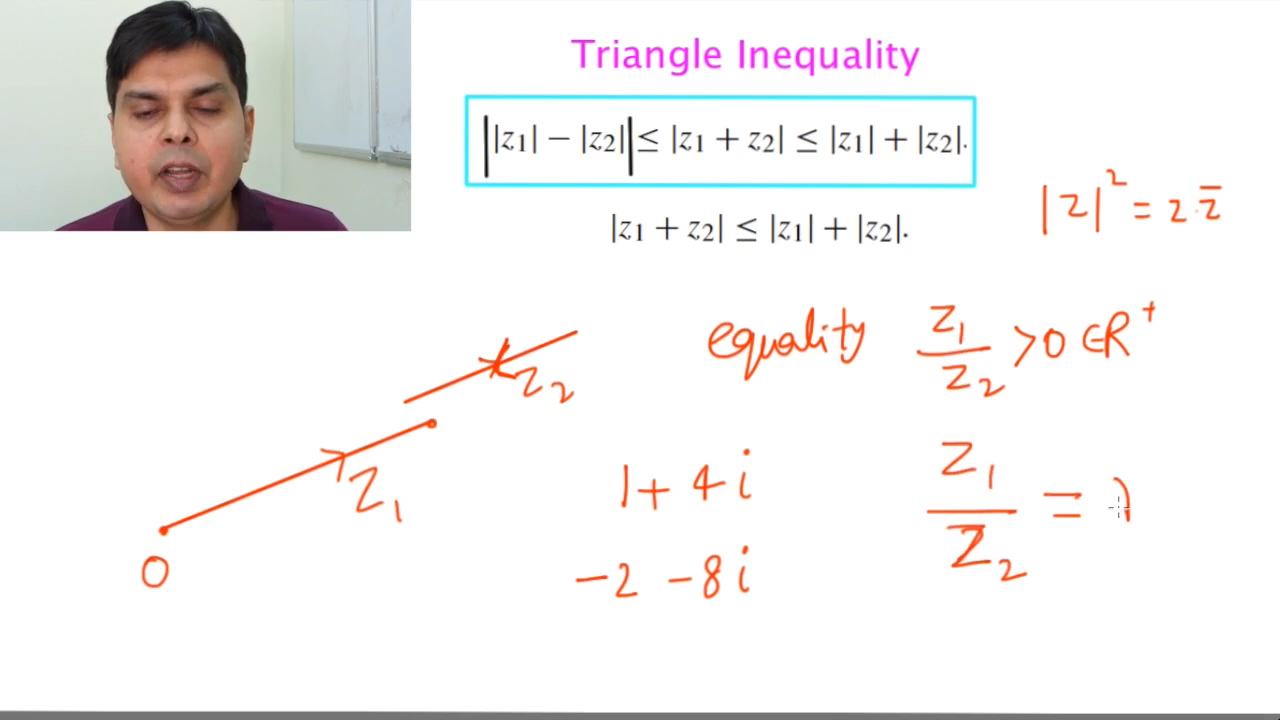 Triangle Inequality
||z₁| − |z₂|| ≤ |z₁ + z₂| ≤ |z₁| + |z₂|.
|z|² = z·z̄
|z₁ + z₂| ≤ |z₁| + |z₂|.
equality z₁/z₂ > 0 ∈ R⁺
z₂
z₁
0
1 + 4i
z₁/z₂ =
−2 −8i